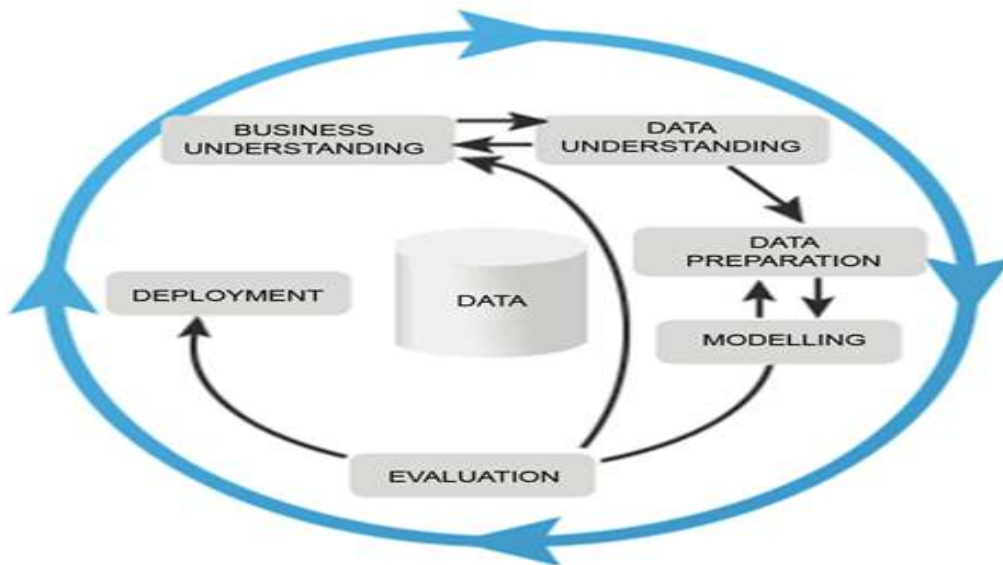 BUSINESS
UNDERSTANDING
DATA
UNDERSTANDING
DATA
PREPARATION
DEPLOYMENT
DATA
MODELLING
EVALUATION